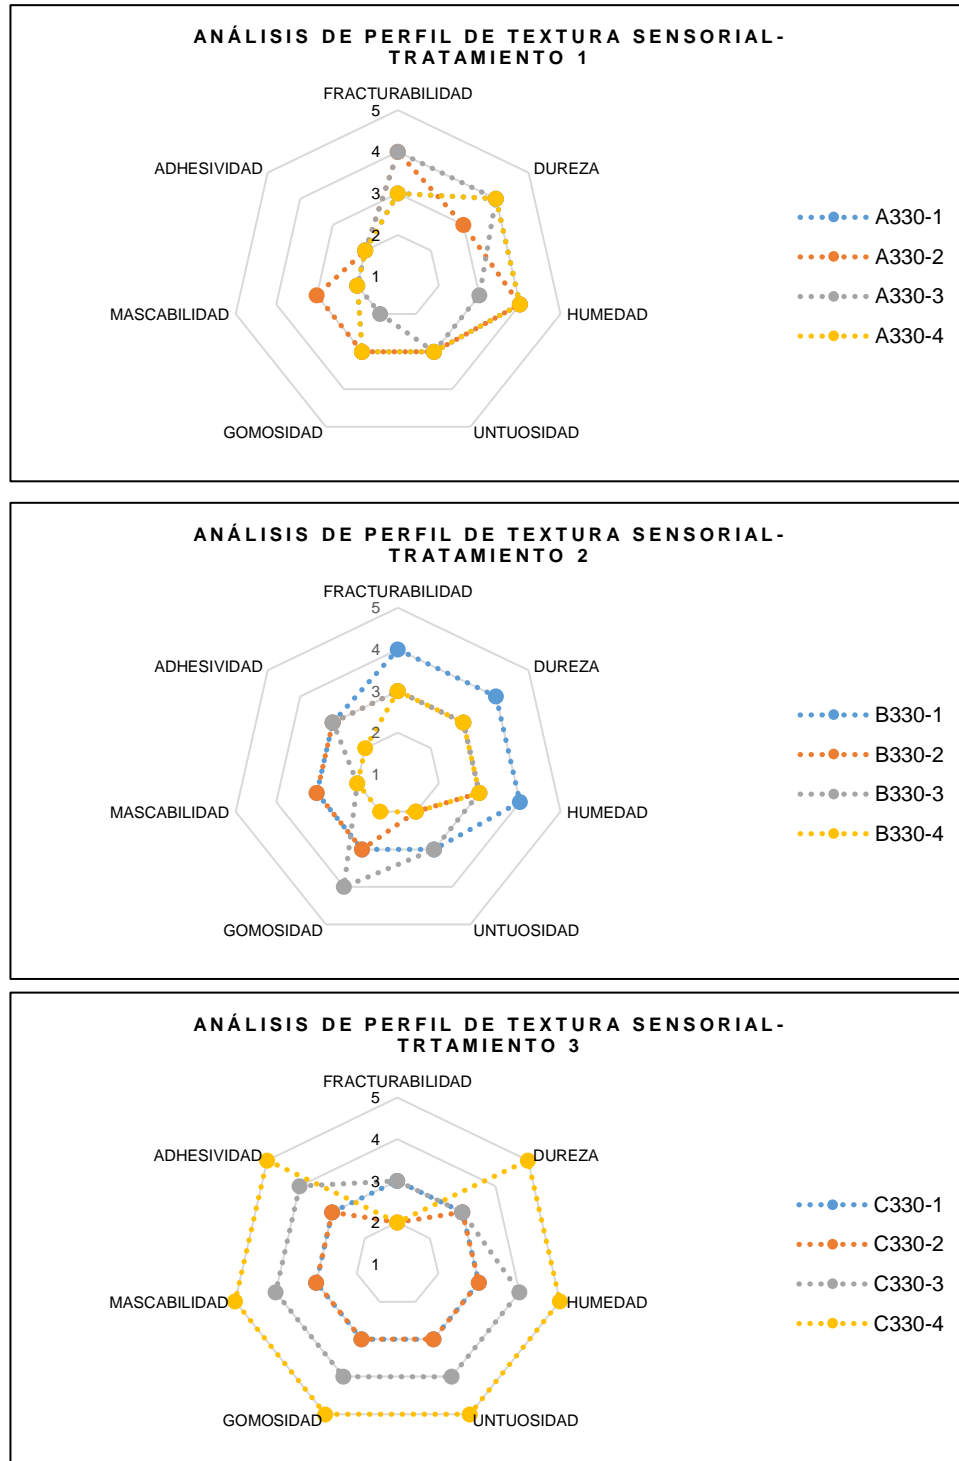 ANÁLISIS DE PERFIL DE TEXTURA SENSORIAL-
TRATAMIENTO 1
FRACTURABILIDAD
5
ADHESIVIDAD
4
DUREZA
3
2
1
MASCABILIDAD
HUMEDAD
GOMOSIDAD
UNTUOSIDAD
A330-1
A330-2
A330-3
A330-4
ANÁLISIS DE PERFIL DE TEXTURA SENSORIAL-
TRATAMIENTO 2
FRACTURABILIDAD
5
ADHESIVIDAD
4
DUREZA
3
2
1
MASCABILIDAD
HUMEDAD
GOMOSIDAD
UNTUOSIDAD
B330-1
B330-2
B330-3
B330-4
ANÁLISIS DE PERFIL DE TEXTURA SENSORIAL-
TRTAMIENTO 3
FRACTURABILIDAD
5
4
ADHESIVIDAD
DUREZA
3
2
1
MASCABILIDAD
HUMEDAD
GOMOSIDAD
UNTUOSIDAD
C330-1
C330-2
C330-3
C330-4